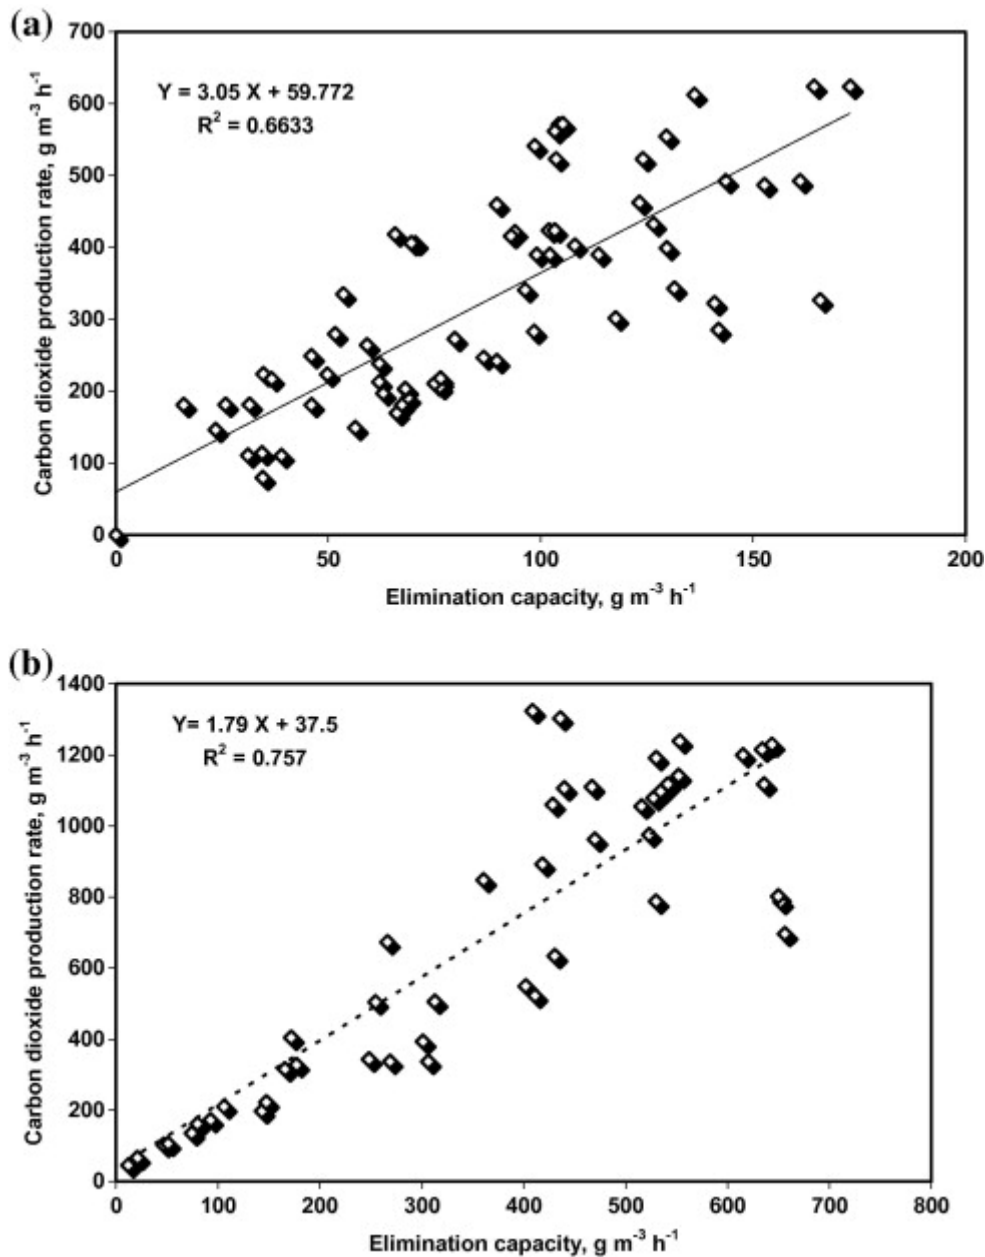 (a)
700
600
500
400
300
200
100
0
Carbon dioxide production rate, g m⁻³ h⁻¹
Y = 3.05 X + 59.772
R² = 0.6633
0 50 100 150 200
Elimination capacity, g m⁻³ h⁻¹
(b)
1400
1200
1000
800
600
400
200
0
Carbon dioxide production rate, g m⁻³ h⁻¹
Y= 1.79 X + 37.5
R² = 0.757
0 100 200 300 400 500 600 700 800
Elimination capacity, g m⁻³ h⁻¹